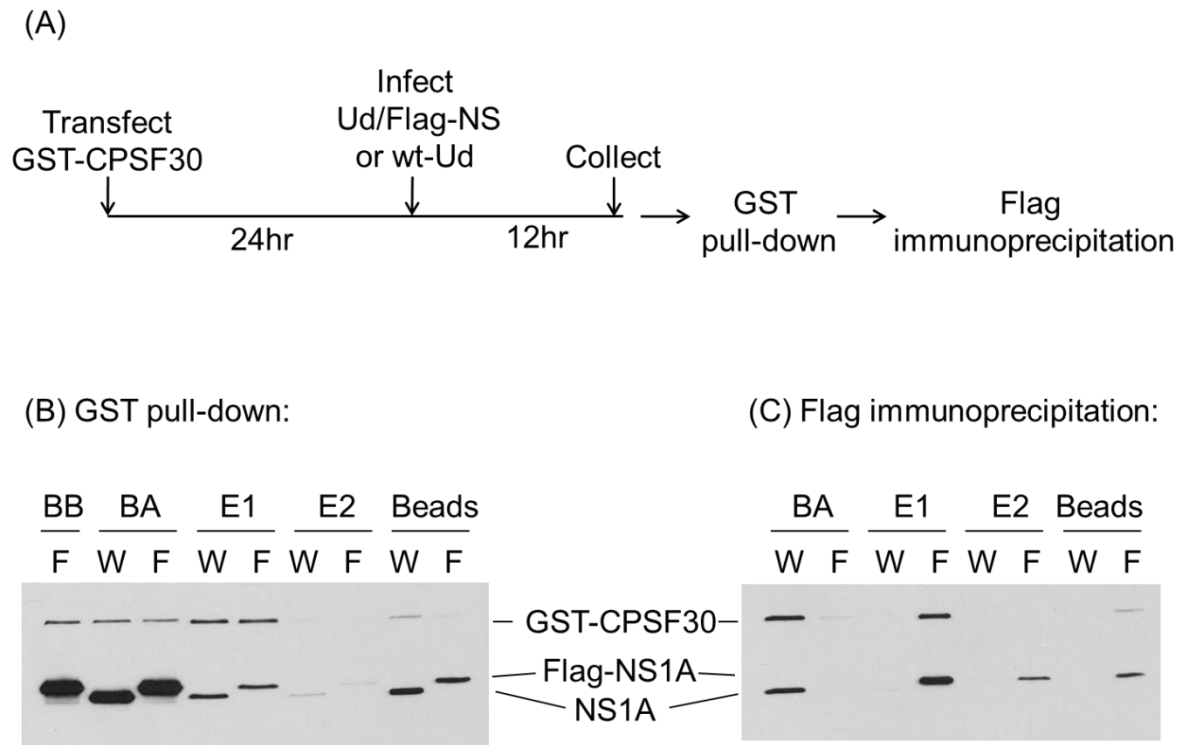 (A)
Transfect
GST-CPSF30
Infect
Ud/Flag-NS
or wt-Ud
Collect
24hr
12hr
GST
pull-down
Flag
immunoprecipitation
(B) GST pull-down:
BB BA E1 E2 Beads
F W F W F W F W F
GST-CPSF30
Flag-NS1A
NS1A
(C) Flag immunoprecipitation:
BA E1 E2 Beads
W F W F W F W F